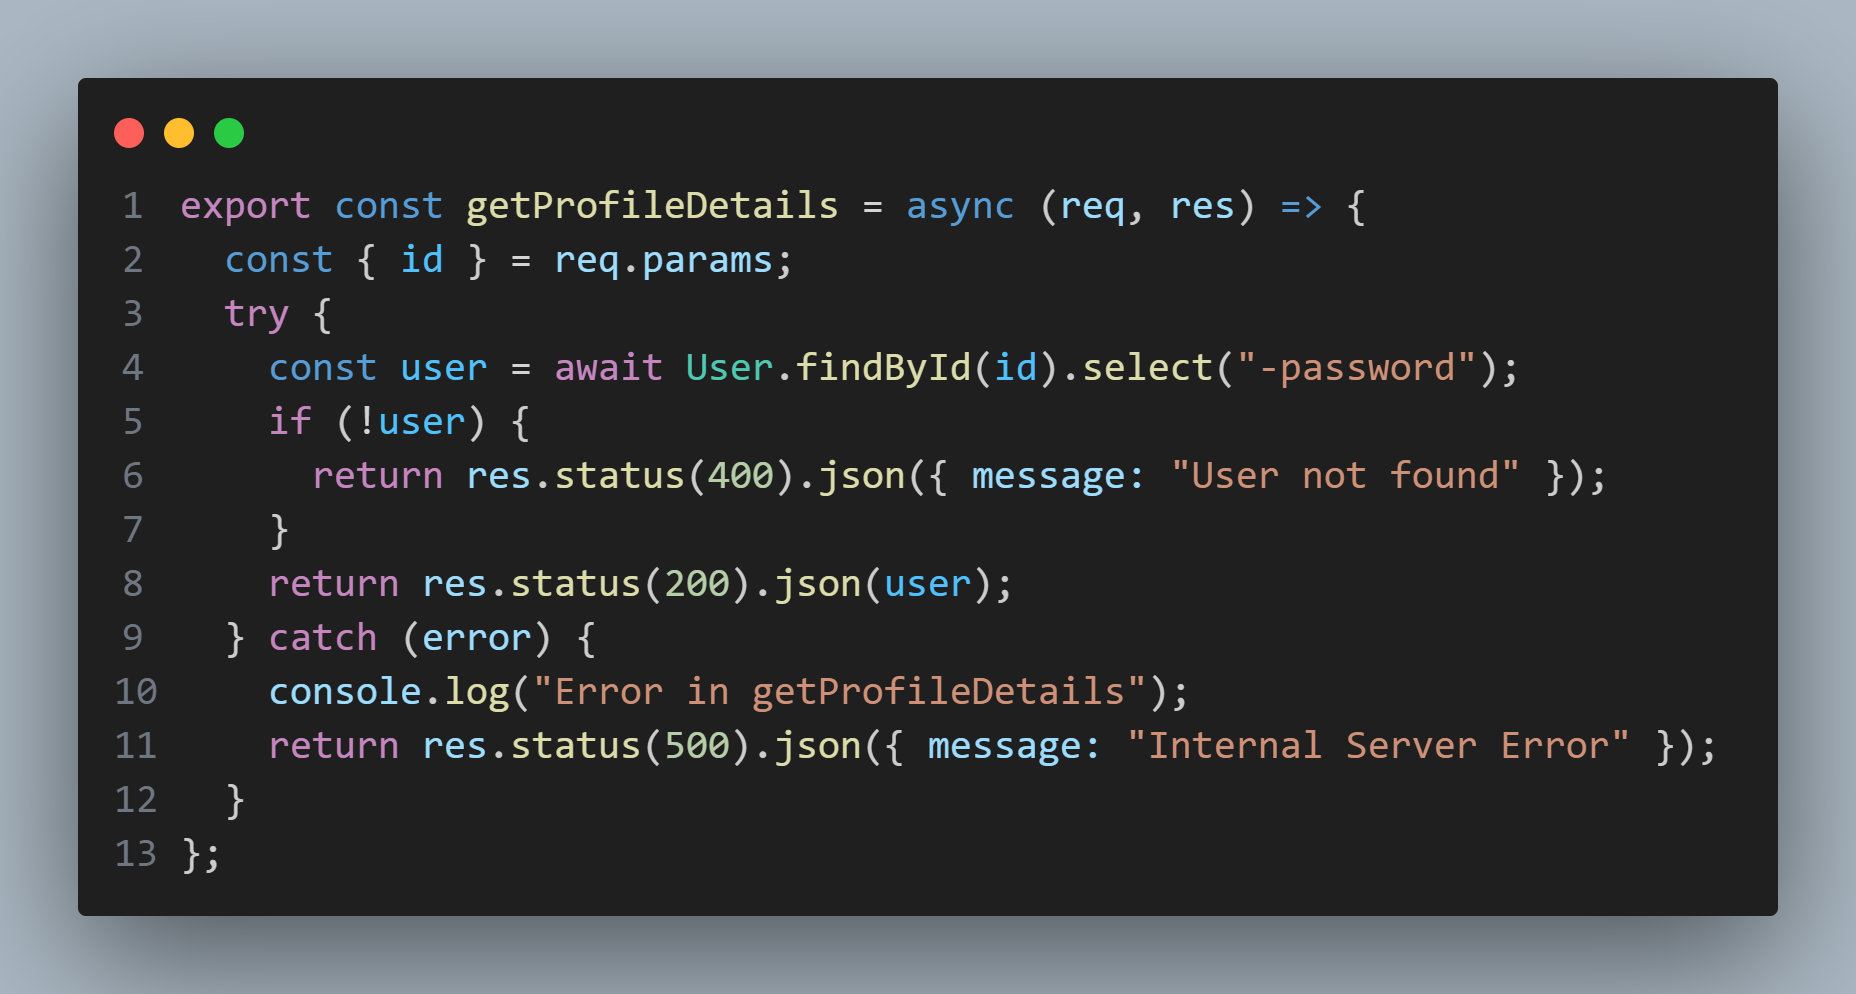 1 export const getProfileDetails = async (req, res) => {
2   const { id } = req.params;
3   try {
4     const user = await User.findById(id).select("-password");
5     if (!user) {
6       return res.status(400).json({ message: "User not found" });
7     }
8     return res.status(200).json(user);
9   } catch (error) {
10     console.log("Error in getProfileDetails");
11     return res.status(500).json({ message: "Internal Server Error" });
12   }
13 };